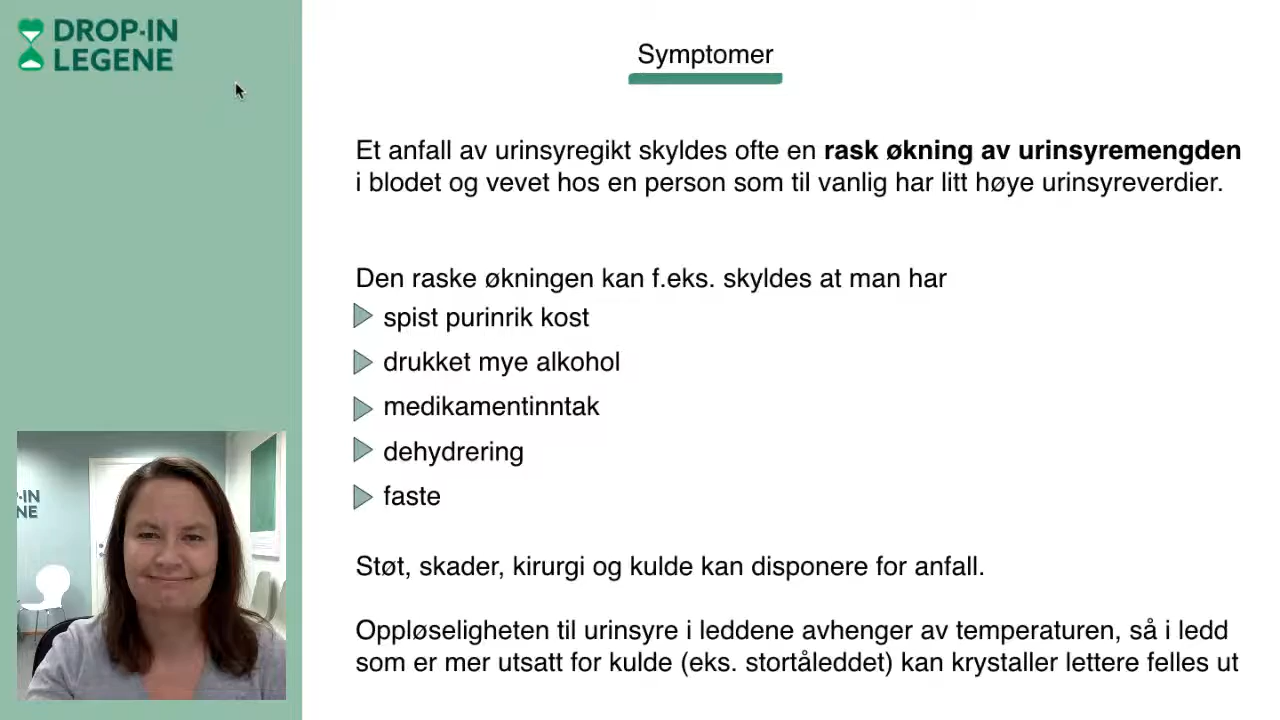 DROP-IN
LEGENE
Symptomer
Et anfall av urinsyregikt skyldes ofte en rask økning av urinsyremengden
i blodet og vevet hos en person som til vanlig har litt høye urinsyreverdier.
Den raske økningen kan f.eks. skyldes at man har
spist purinrik kost
drukket mye alkohol
medikamentinntak
dehydrering
faste
Støt, skader, kirurgi og kulde kan disponere for anfall.
Oppløseligheten til urinsyre i leddene avhenger av temperaturen, så i ledd
som er mer utsatt for kulde (eks. stortåleddet) kan krystaller lettere felles ut
-IN
NE